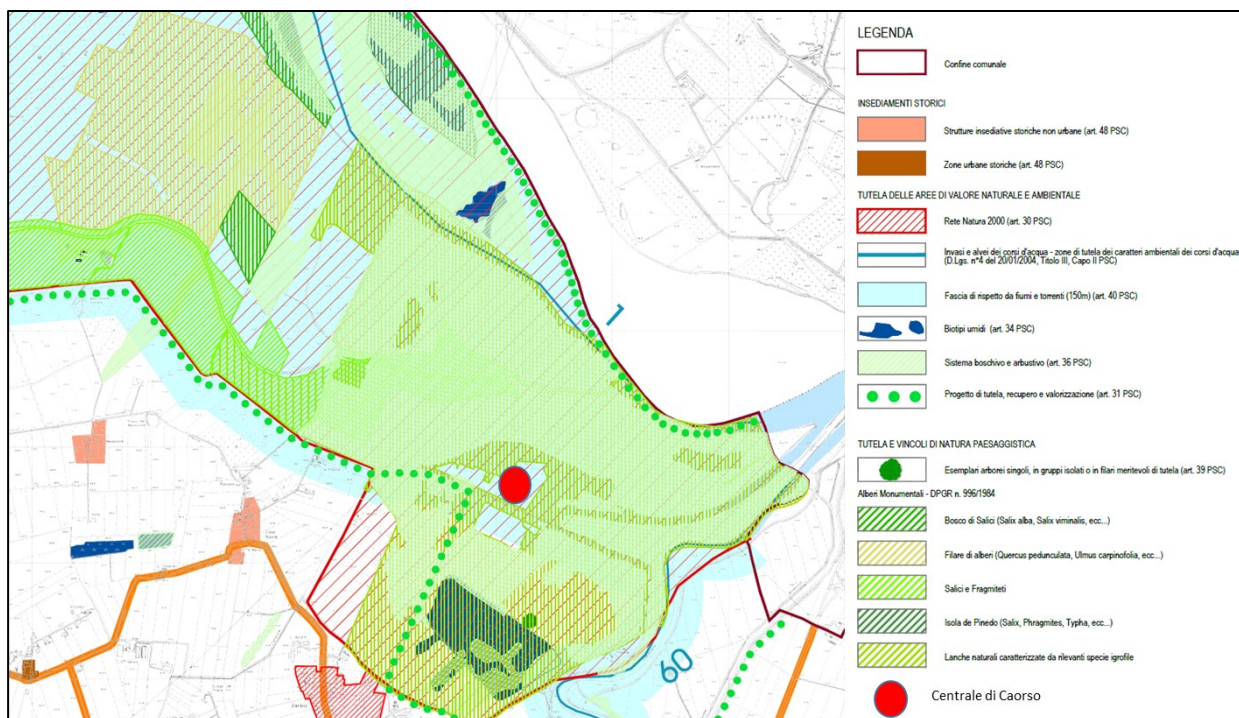 LEGENDA
Confine comunale
INSEDIAMENTI STORICI
Strutture insediative storiche non urbane (art. 48 PSC)
Zone urbane storiche (art. 48 PSC)
TUTELA DELLE AREE DI VALORE NATURALE E AMBIENTALE
Rete Natura 2000 (art. 30 PSC)
Invasi e alvei dei corsi d'acqua - zone di tutela dei caratteri ambientali dei corsi d'acqua
(D.Lgs. n°4 del 20/01/2004, Titolo III, Capo II PSC)
Fascia di rispetto da fiumi e torrenti (150m) (art. 40 PSC)
Biotipi umidi (art. 34 PSC)
Sistema boschivo e arbustivo (art. 36 PSC)
Progetto di tutela, recupero e valorizzazione (art. 31 PSC)
TUTELA E VINCOLI DI NATURA PAESAGGISTICA
Esemplari arborei singoli, in gruppi isolati o in filari meritevoli di tutela (art. 39 PSC)
Alberi Monumentali - DPGR n. 996/1984
Bosco di Salici (Salix alba, Salix viminalis, ecc...)
Filare di alberi (Quercus pedunculata, Ulmus carpinofolia, ecc...)
Salici e Fragmiteti
Isola de Pinedo (Salix, Phragmites, Typha, ecc...)
Lanche naturali caratterizzate da rilevanti specie igrofile
Centrale di Caorso
1
60